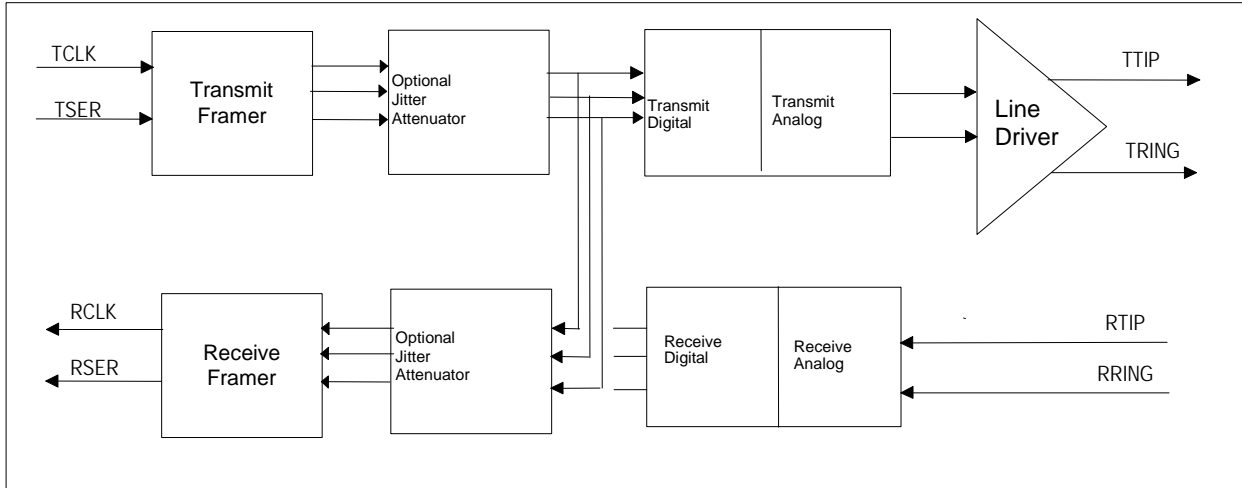 TCLK
TSER
Transmit
Framer
Optional
Jitter
Attenuator
Transmit
Digital
Transmit
Analog
Line
Driver
TTIP
TRING
RCLK
RSER
Receive
Framer
Optional
Jitter
Attenuator
Receive
Digital
Receive
Analog
RTIP
RRING